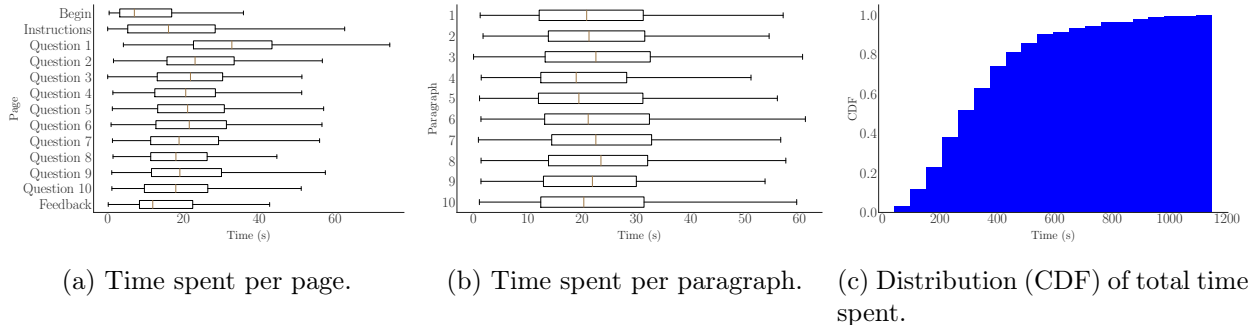 Begin
Instructions
Question 1
Question 2
Question 3
Question 4
Question 5
Question 6
Question 7
Question 8
Question 9
Question 10
Feedback
Page
0 20 40 60
Time (s)
(a) Time spent per page.
1
2
3
4
5
6
7
8
9
10
Paragraph
0 10 20 30 40 50 60
Time (s)
(b) Time spent per paragraph.
1.0
0.8
0.6
0.4
0.2
0.0
CDF
0 200 400 600 800 1000 1200
Time (s)
(c) Distribution (CDF) of total time
spent.